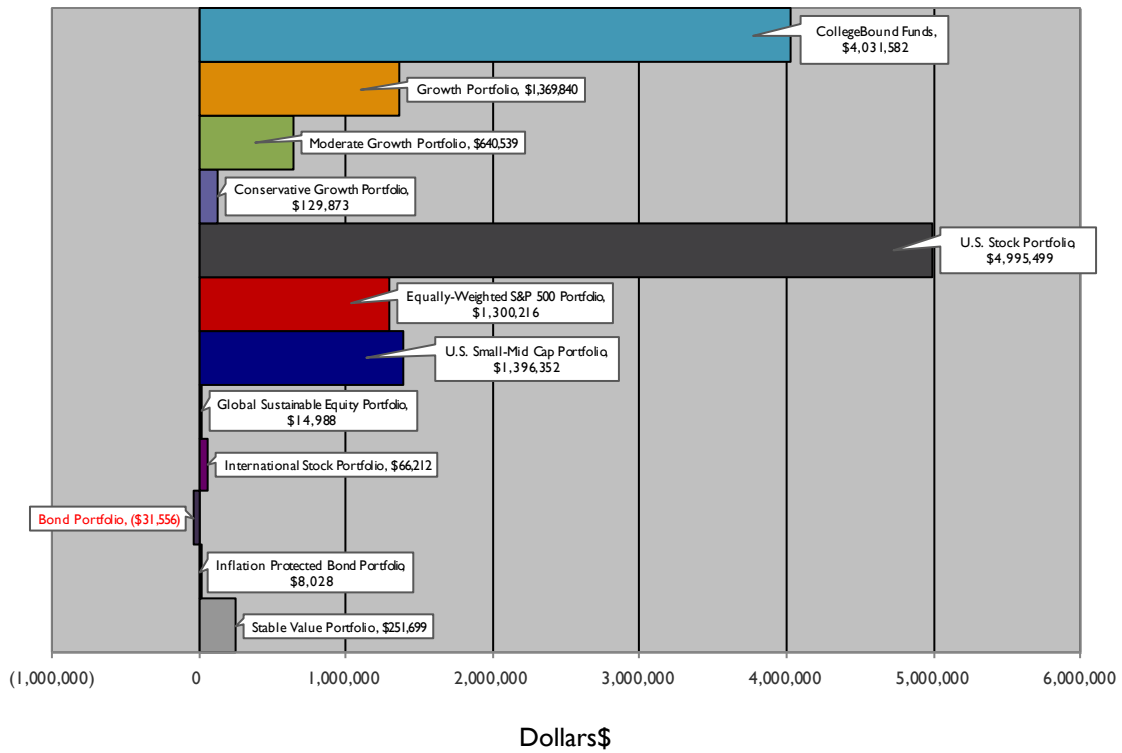 CollegeBound Funds,
$4,031,582
Growth Portfolio, $1,369,840
Moderate Growth Portfolio, $640,539
Conservative Growth Portfolio,
$129,873
U.S. Stock Portfolio,
$4,995,499
Equally-Weighted S&P 500 Portfolio,
$1,300,216
U.S. Small-Mid Cap Portfolio,
$1,396,352
Global Sustainable Equity Portfolio,
$14,988
International Stock Portfolio, $66,212
Bond Portfolio, ($31,556)
Inflation Protected Bond Portfolio,
$8,028
Stable Value Portfolio, $251,699
(1,000,000) 0 1,000,000 2,000,000 3,000,000 4,000,000 5,000,000 6,000,000
Dollars$